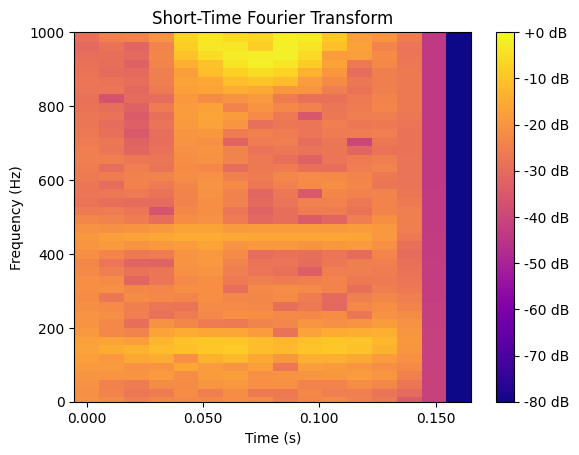 Short-Time Fourier Transform
1000
800
600
400
200
0
Frequency (Hz)
0.000
0.050
0.100
0.150
Time (s)
+0 dB
-10 dB
-20 dB
-30 dB
-40 dB
-50 dB
-60 dB
-70 dB
-80 dB